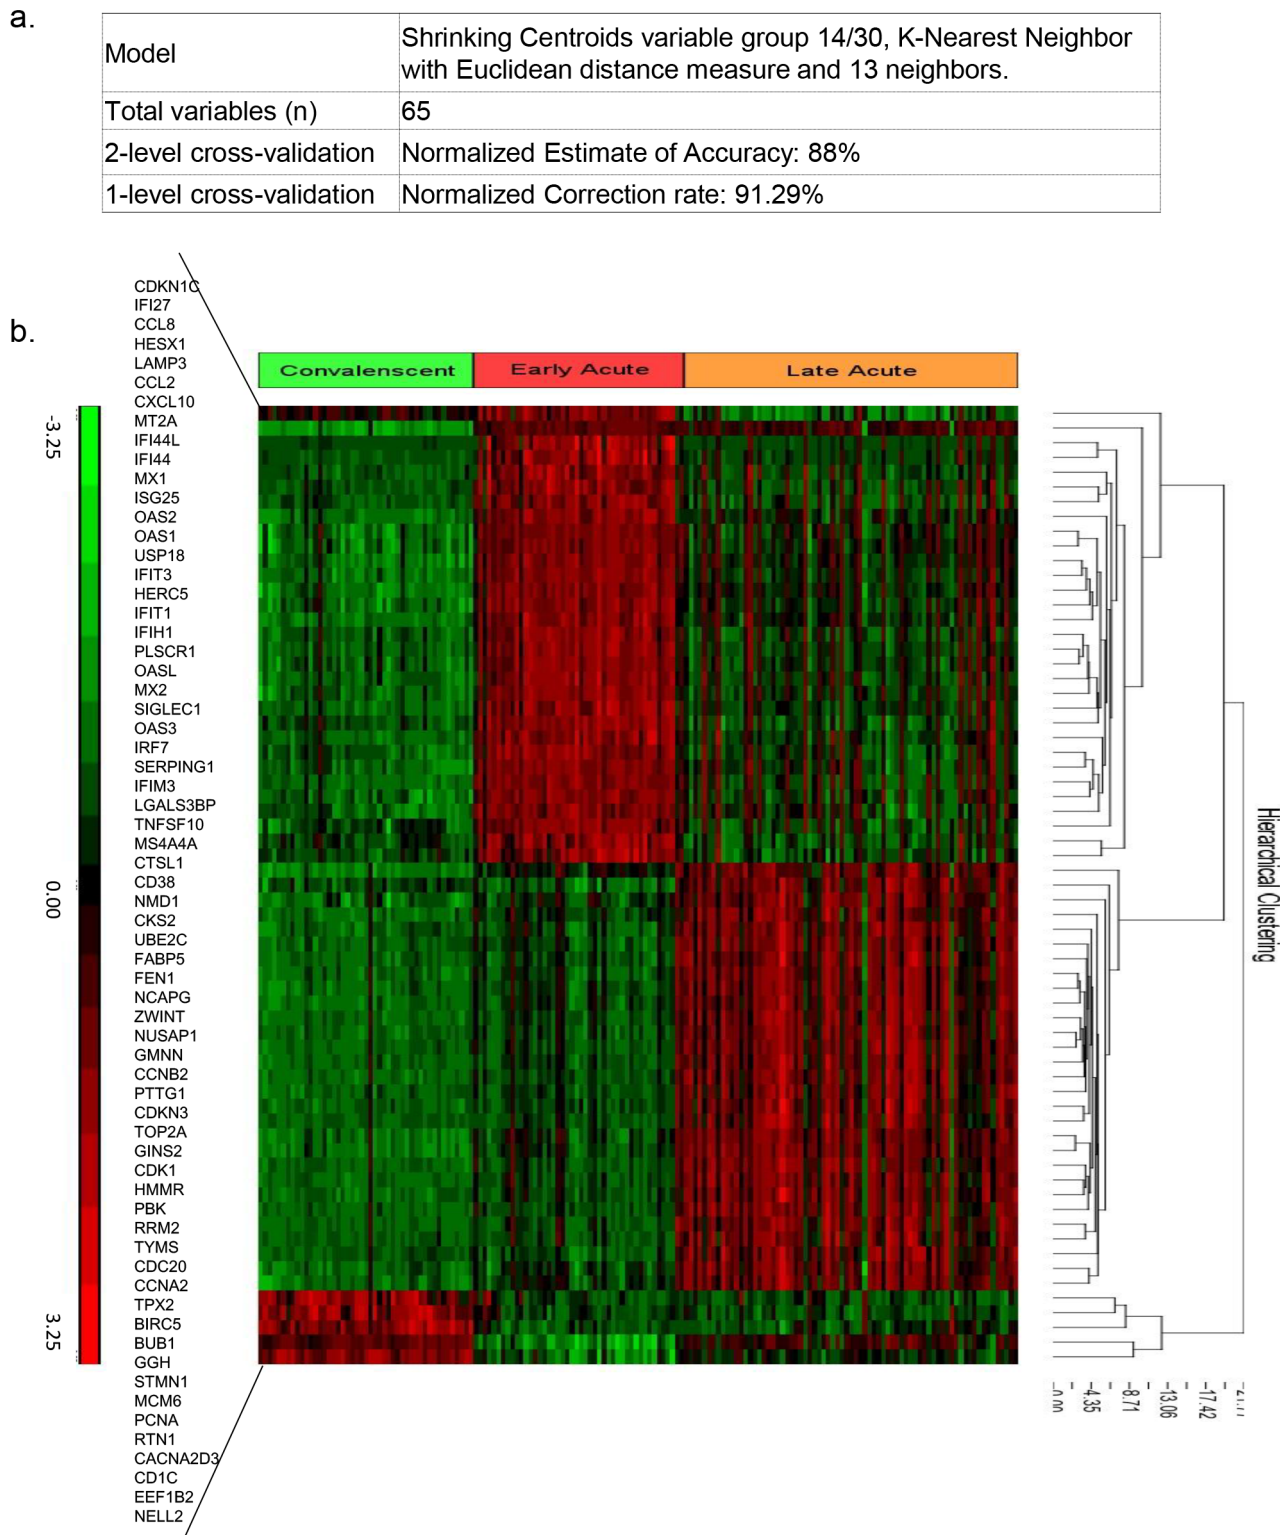 a.
Model
Shrinking Centroids variable group 14/30, K-Nearest Neighbor
with Euclidean distance measure and 13 neighbors.
Total variables (n)
65
2-level cross-validation
Normalized Estimate of Accuracy: 88%
1-level cross-validation
Normalized Correction rate: 91.29%
b.
-3.25
0.00
3.25
CDKN1C
IFI27
CCL8
HESX1
LAMP3
CCL2
CXCL10
MT2A
IFI44L
IFI44
MX1
ISG25
OAS2
OAS1
USP18
IFIT3
HERC5
IFIT1
IFIH1
PLSCR1
OASL
MX2
SIGLEC1
OAS3
IRF7
SERPING1
IFIM3
LGALS3BP
TNFSF10
MS4A4A
CTSL1
CD38
NMD1
CKS2
UBE2C
FABP5
FEN1
NCAPG
ZWINT
NUSAP1
GMNN
CCNB2
PTTG1
CDKN3
TOP2A
GINS2
CDK1
HMMR
PBK
RRM2
TYMS
CDC20
CCNA2
TPX2
BIRC5
BUB1
GGH
STMN1
MCM6
PCNA
RTN1
CACNA2D3
CD1C
EEF1B2
NELL2
Convalenscent
Early Acute
Late Acute
Hierarchical Clustering
-4.35
-8.71
-13.06
-17.42